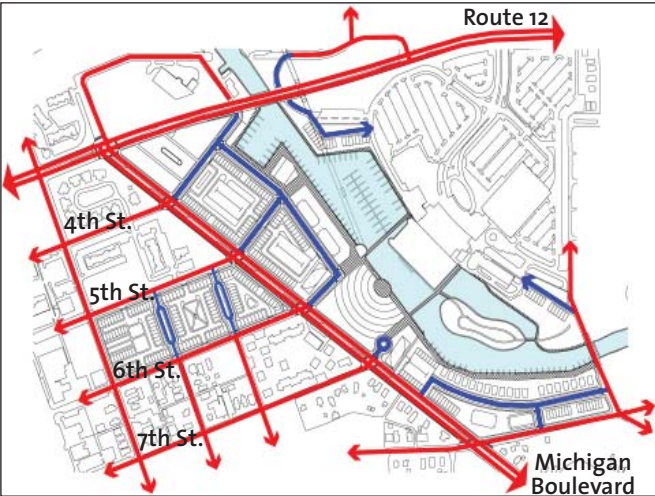 Route 12
4th St.
5th St.
6th St.
7th St.
Michigan
Boulevard